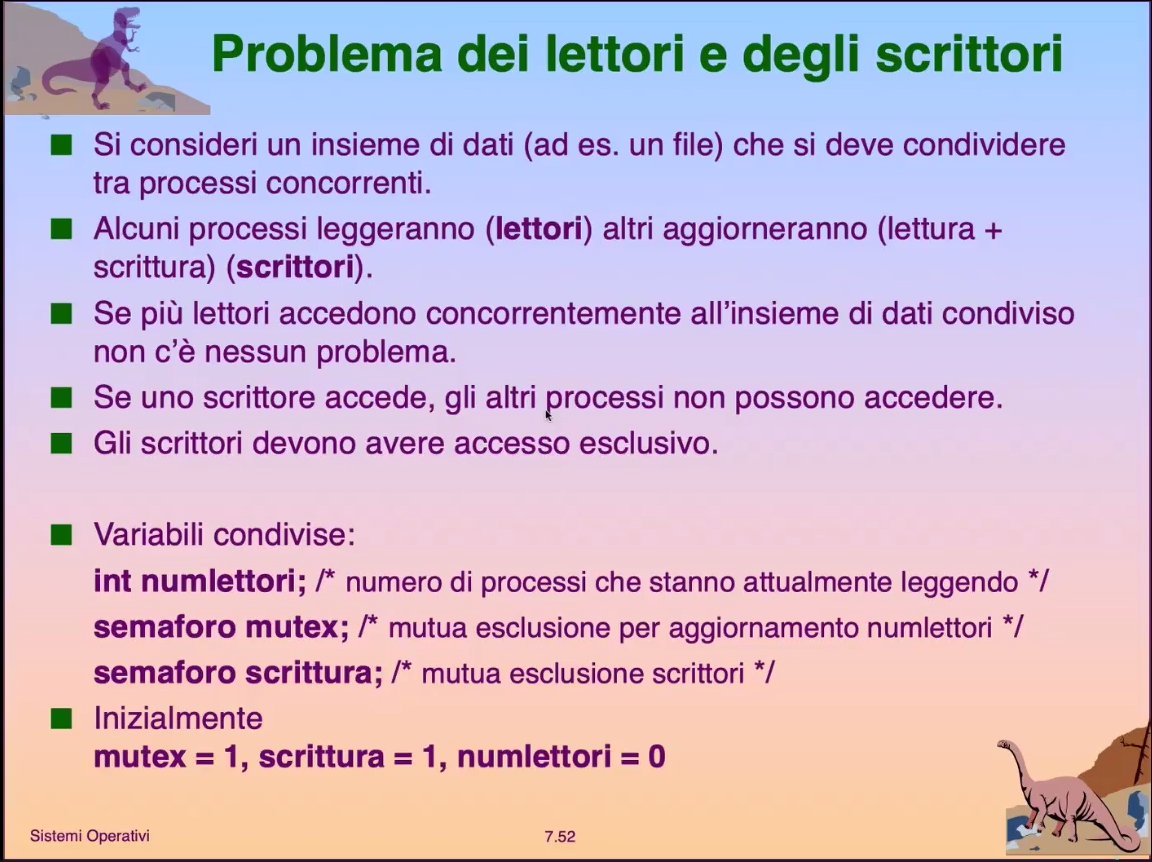 Problema dei lettori e degli scrittori
Si consideri un insieme di dati (ad es. un file) che si deve condividere
tra processi concorrenti.
Alcuni processi leggeranno (lettori) altri aggiorneranno (lettura +
scrittura) (scrittori).
Se più lettori accedono concorrentemente all'insieme di dati condiviso
non c'è nessun problema.
Se uno scrittore accede, gli altri processi non possono accedere.
Gli scrittori devono avere accesso esclusivo.
Variabili condivise:
int numlettori; /* numero di processi che stanno attualmente leggendo */
semaforo mutex; /* mutua esclusione per aggiornamento numlettori */
semaforo scrittura; /* mutua esclusione scrittori */
Inizialmente
mutex = 1, scrittura = 1, numlettori = 0
Sistemi Operativi
7.52